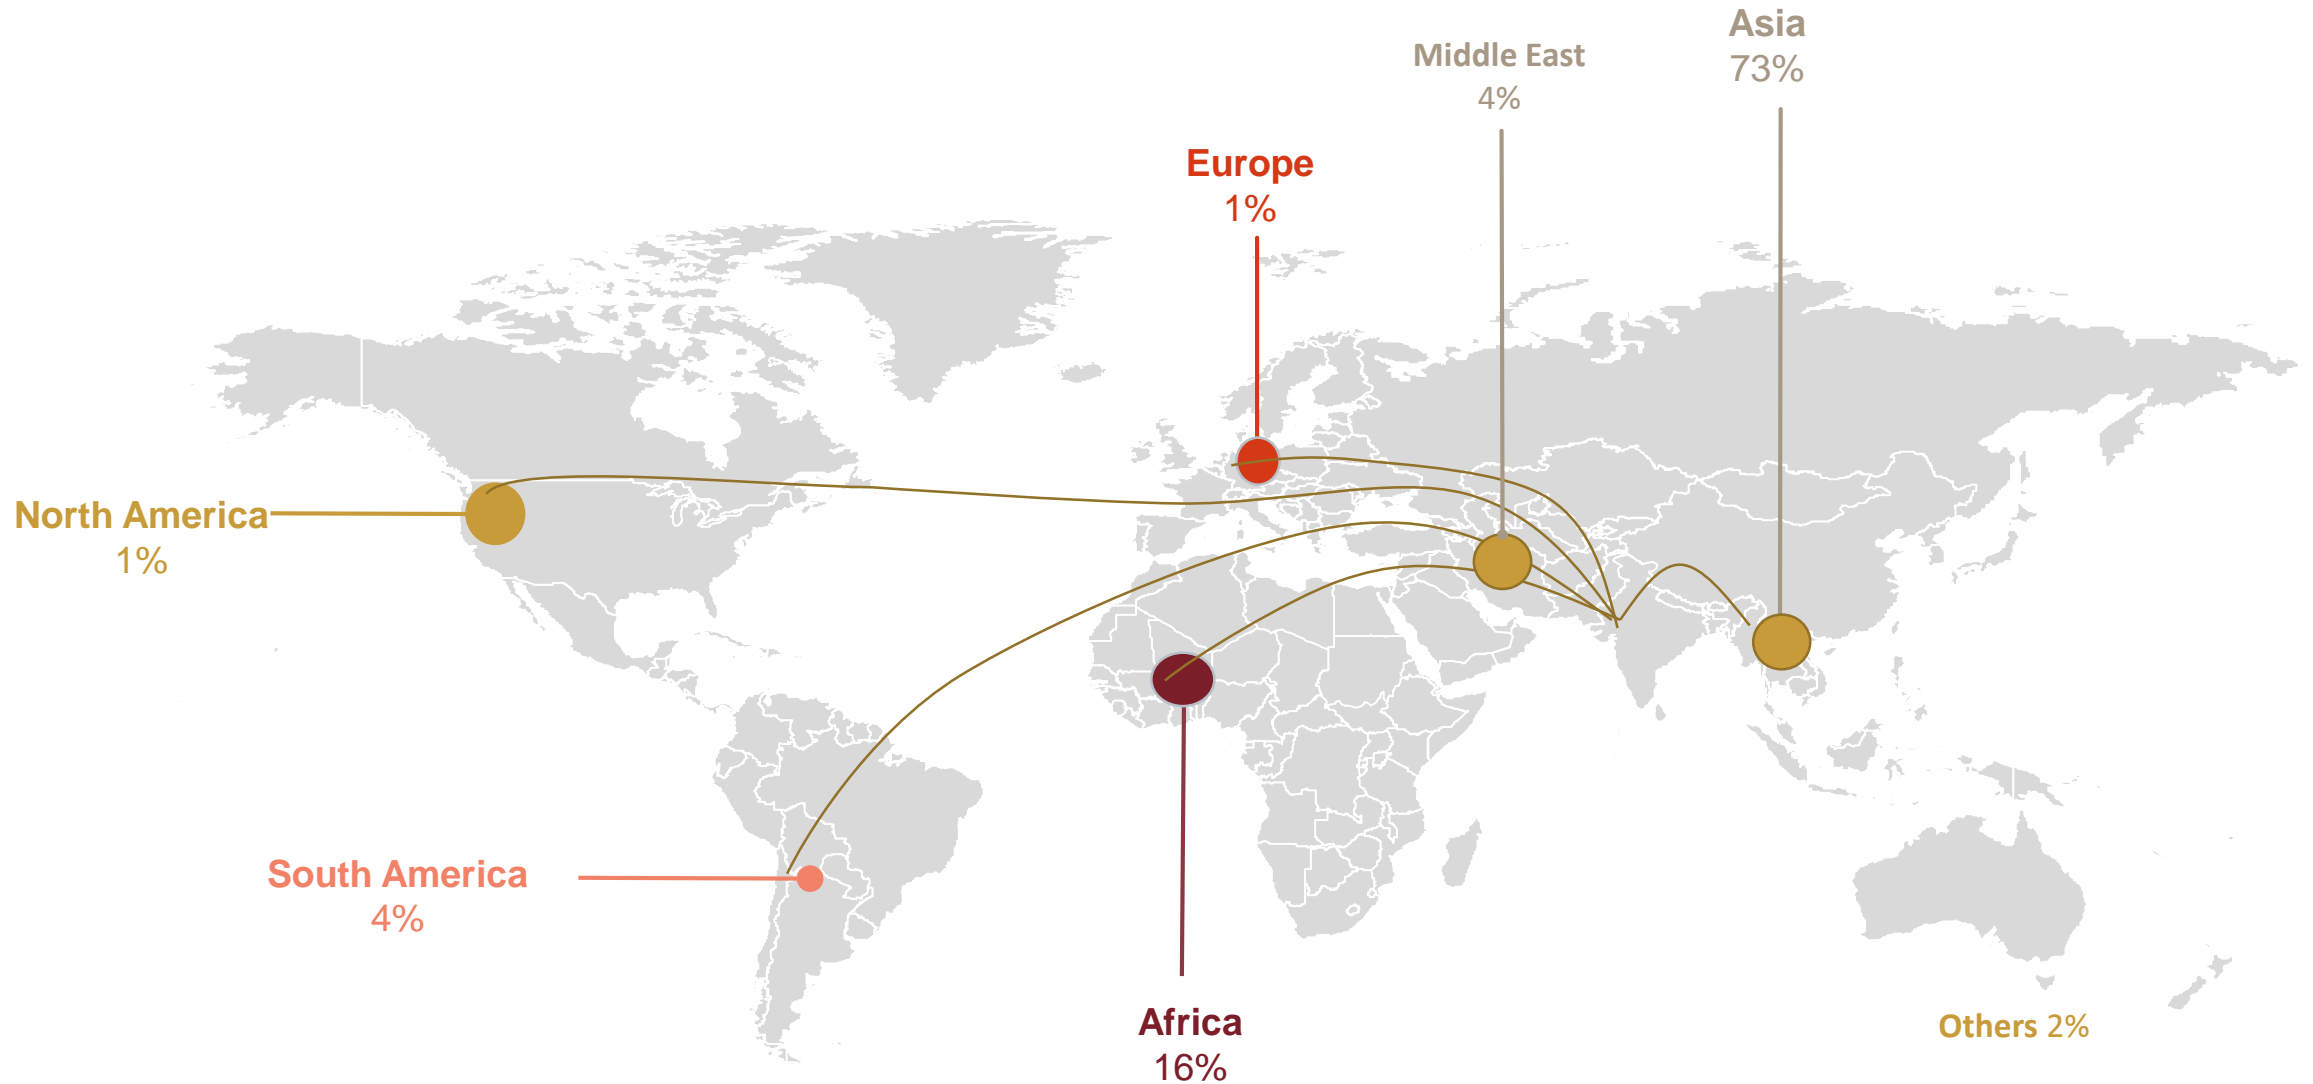 Asia
73%
Middle East
4%
Europe
1%
North America
1%
South America
4%
Africa
16%
Others 2%